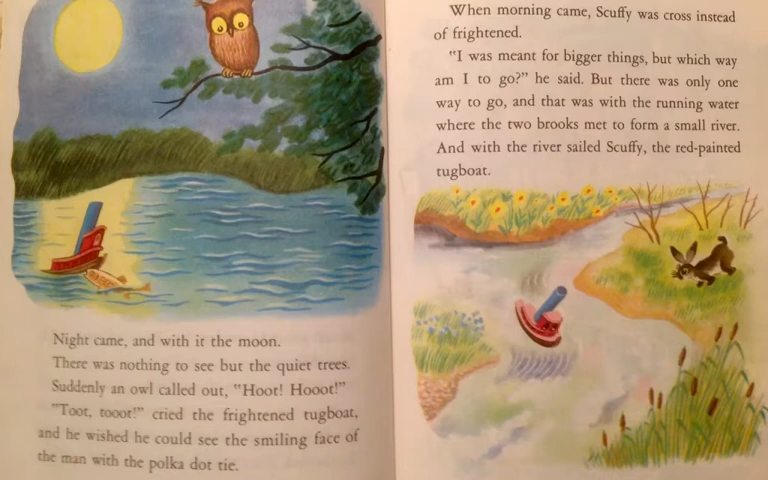 Night came, and with it the moon.
There was nothing to see but the quiet trees.
Suddenly an owl called out, "Hoot! Hooot!"
"Toot, tooot!" cried the frightened tugboat,
and he wished he could see the smiling face of
the man with the polka dot tie.
When morning came, Scuffy was cross instead
of frightened.
"I was meant for bigger things, but which way
am I to go?" he said. But there was only one
way to go, and that was with the running water
where the two brooks met to form a small river.
And with the river sailed Scuffy, the red-painted
tugboat.